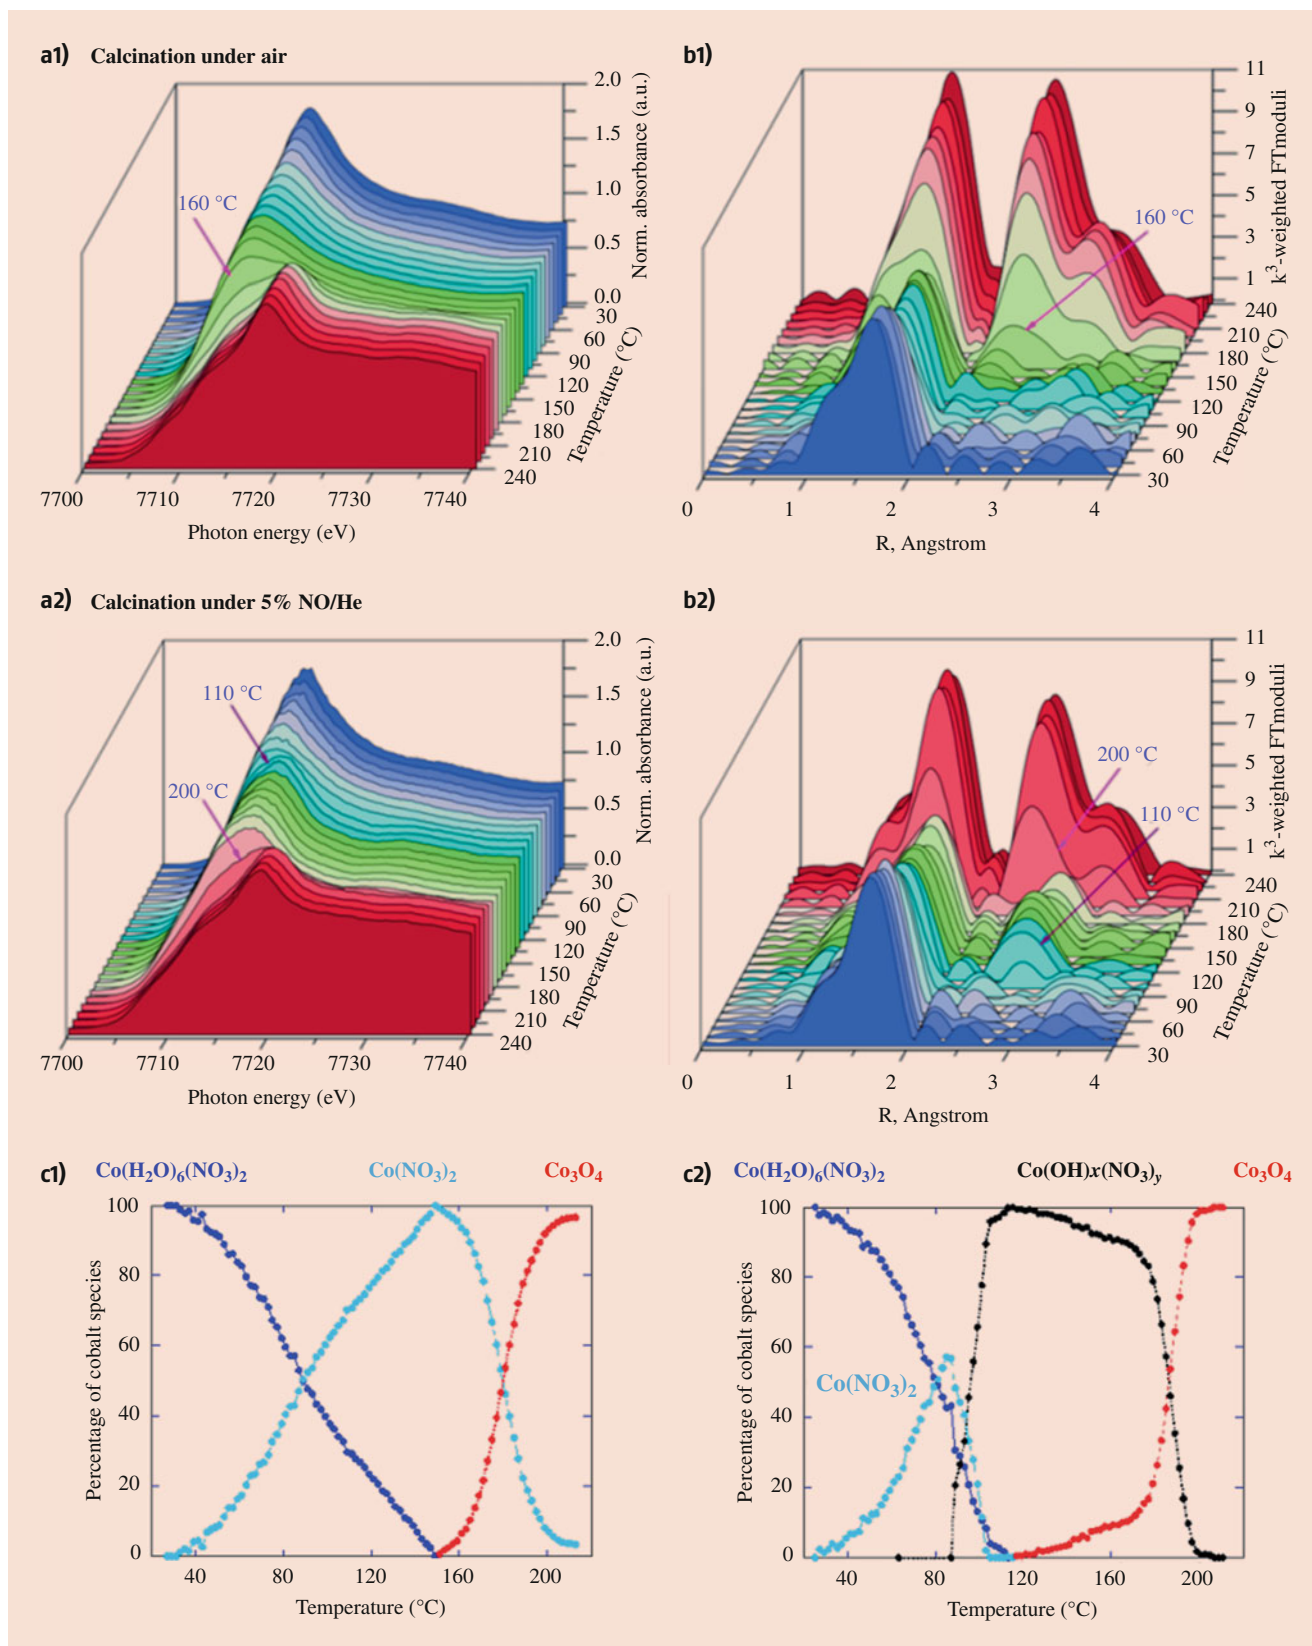 a1) Calcination under air
b1)
2.0
1.5
1.0
0.5
0.0
Norm. absorbance (a.u.)
160 °C
30
60
90
120
150
180
210
240
Temperature (°C)
7700 7710 7720 7730 7740
Photon energy (eV)
11
9
7
5
3
1
k³-weighted FTmoduli
160 °C
240
210
180
150
120
90
60
30
Temperature (°C)
0 1 2 3 4
R, Angstrom
a2) Calcination under 5% NO/He
b2)
2.0
1.5
1.0
0.5
0.0
Norm. absorbance (a.u.)
110 °C
200 °C
30
60
90
120
150
180
210
240
Temperature (°C)
7700 7710 7720 7730 7740
Photon energy (eV)
11
9
7
5
3
1
k³-weighted FTmoduli
200 °C
110 °C
240
210
180
150
120
90
60
30
Temperature (°C)
0 1 2 3 4
R, Angstrom
c1) Co(H₂O)₆(NO₃)₂ Co(NO₃)₂ Co₃O₄
100
80
60
40
20
0
Percentage of cobalt species
40 80 120 160 200
Temperature (°C)
c2) Co(H₂O)₆(NO₃)₂ Co(OH)x(NO₃)y Co₃O₄
100
80
60
40
20
0
Percentage of cobalt species
Co(NO₃)₂
40 80 120 160 200
Temperature (°C)